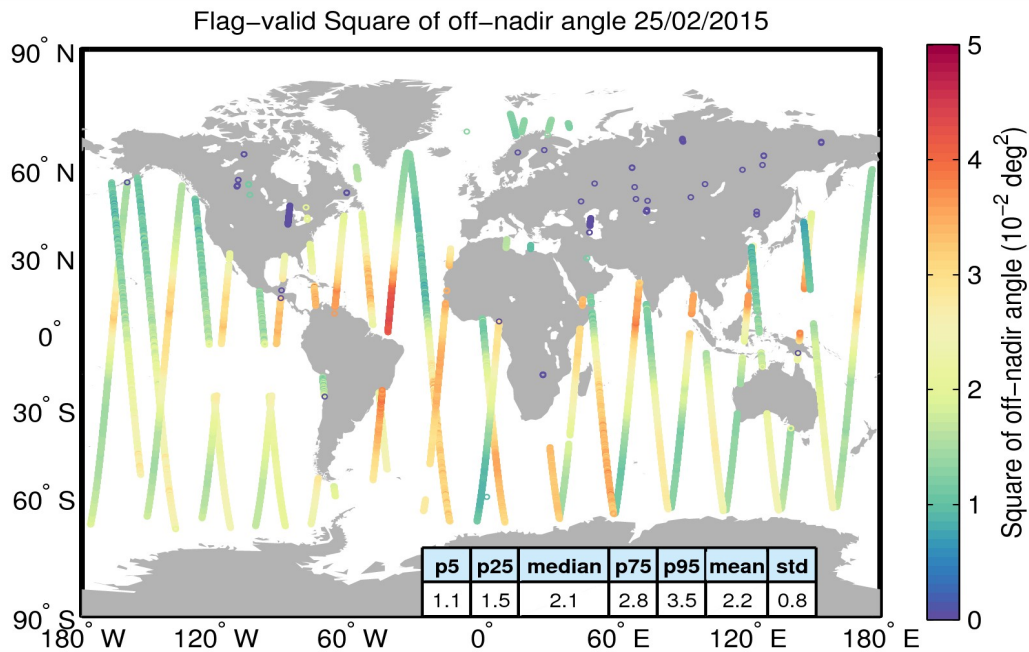 Flag-valid Square of off-nadir angle 25/02/2015
90° N
60° N
30° N
0°
30° S
60° S
90° S
180° W
120° W
60° W
0°
60° E
120° E
180° E
p5 p25 median p75 p95 mean std
1.1 1.5 2.1 2.8 3.5 2.2 0.8
5
4
3
2
1
0
Square of off-nadir angle (10⁻² deg²)